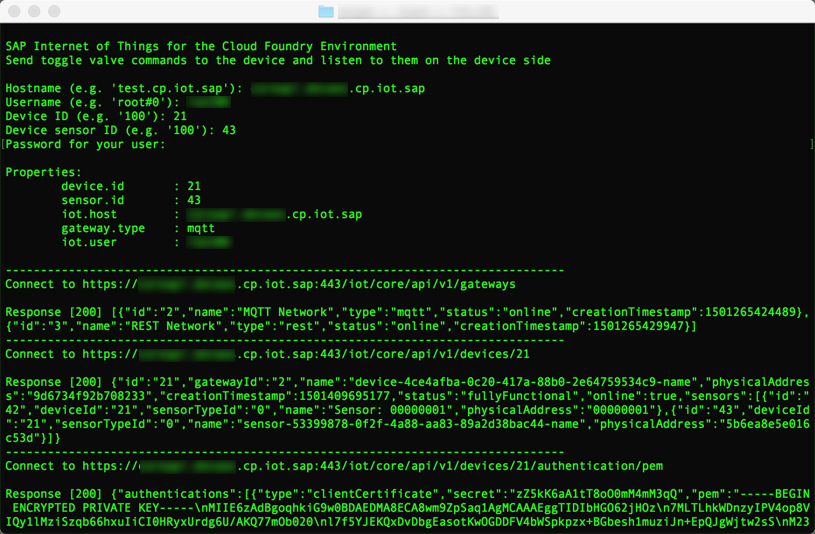 SAP Internet of Things for the Cloud Foundry Environment
Send toggle valve commands to the device and listen to them on the device side
Hostname (e.g. 'test.cp.iot.sap'): .cp.iot.sap
Username (e.g. 'root#0'):
Device ID (e.g. '100'): 21
Device sensor ID (e.g. '100'): 43
[Password for your user: ]
Properties:
device.id : 21
sensor.id : 43
iot.host : .cp.iot.sap
gateway.type : mqtt
iot.user :
--------------------------------------------------------------------------------
Connect to https:// .cp.iot.sap:443/iot/core/api/v1/gateways
Response [200] [{"id":"2","name":"MQTT Network","type":"mqtt","status":"online","creationTimestamp":1501265424489},
{"id":"3","name":"REST Network","type":"rest","status":"online","creationTimestamp":1501265429947}]
--------------------------------------------------------------------------------
Connect to https:// .cp.iot.sap:443/iot/core/api/v1/devices/21
Response [200] {"id":"21","gatewayId":"2","name":"device-4ce4afba-0c20-417a-88b0-2e64759534c9-name","physicalAddres
s":"9d6734f92b708233","creationTimestamp":1501409695177,"status":"fullyFunctional","online":true,"sensors":[{"id":"
42","deviceId":"21","sensorTypeId":"0","name":"Sensor: 00000001","physicalAddress":"00000001"},{"id":"43","deviceId
":"21","sensorTypeId":"0","name":"sensor-53399878-0f2f-4a88-aa83-89a2d38bac44-name","physicalAddress":"5b6ea8e5e016
c53d"}]}
--------------------------------------------------------------------------------
Connect to https:// .cp.iot.sap:443/iot/core/api/v1/devices/21/authentication/pem
Response [200] {"authentications":[{"type":"clientCertificate","secret":"zZ5kK6aA1tT8oO0mM4mM3qQ","pem":"-----BEGIN
ENCRYPTED PRIVATE KEY-----\nMIIE6zAdBgoqhkiG9w0BDAEDMA8ECA8wm9ZpSaq1AgMCAAAEggTIDIbHGO62jHOz\n7MLTLhkWDnzyIPV4op8V
IQy1lMziSzqb66hxuIiCI0HRyxUrdg6U/AKQ77mOb020\nl7f5YJEKQxDvDbgEasotKwOGDDFV4bWSpkpzx+BGbesh1muziJn+EpQJgWjtw2sS\nM23